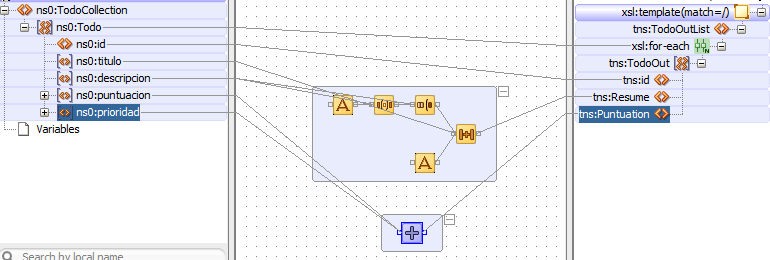 ns0:TodoCollection
ns0:Todo
ns0:id
ns0:titulo
ns0:descripcion
ns0:puntuacion
ns0:prioridad
Variables
Search by local name
A
A
xsl:template(match=/)
tns:TodoOutList
xsl:for-each
tns:TodoOut
tns:id
tns:Resume
tns:Puntuation